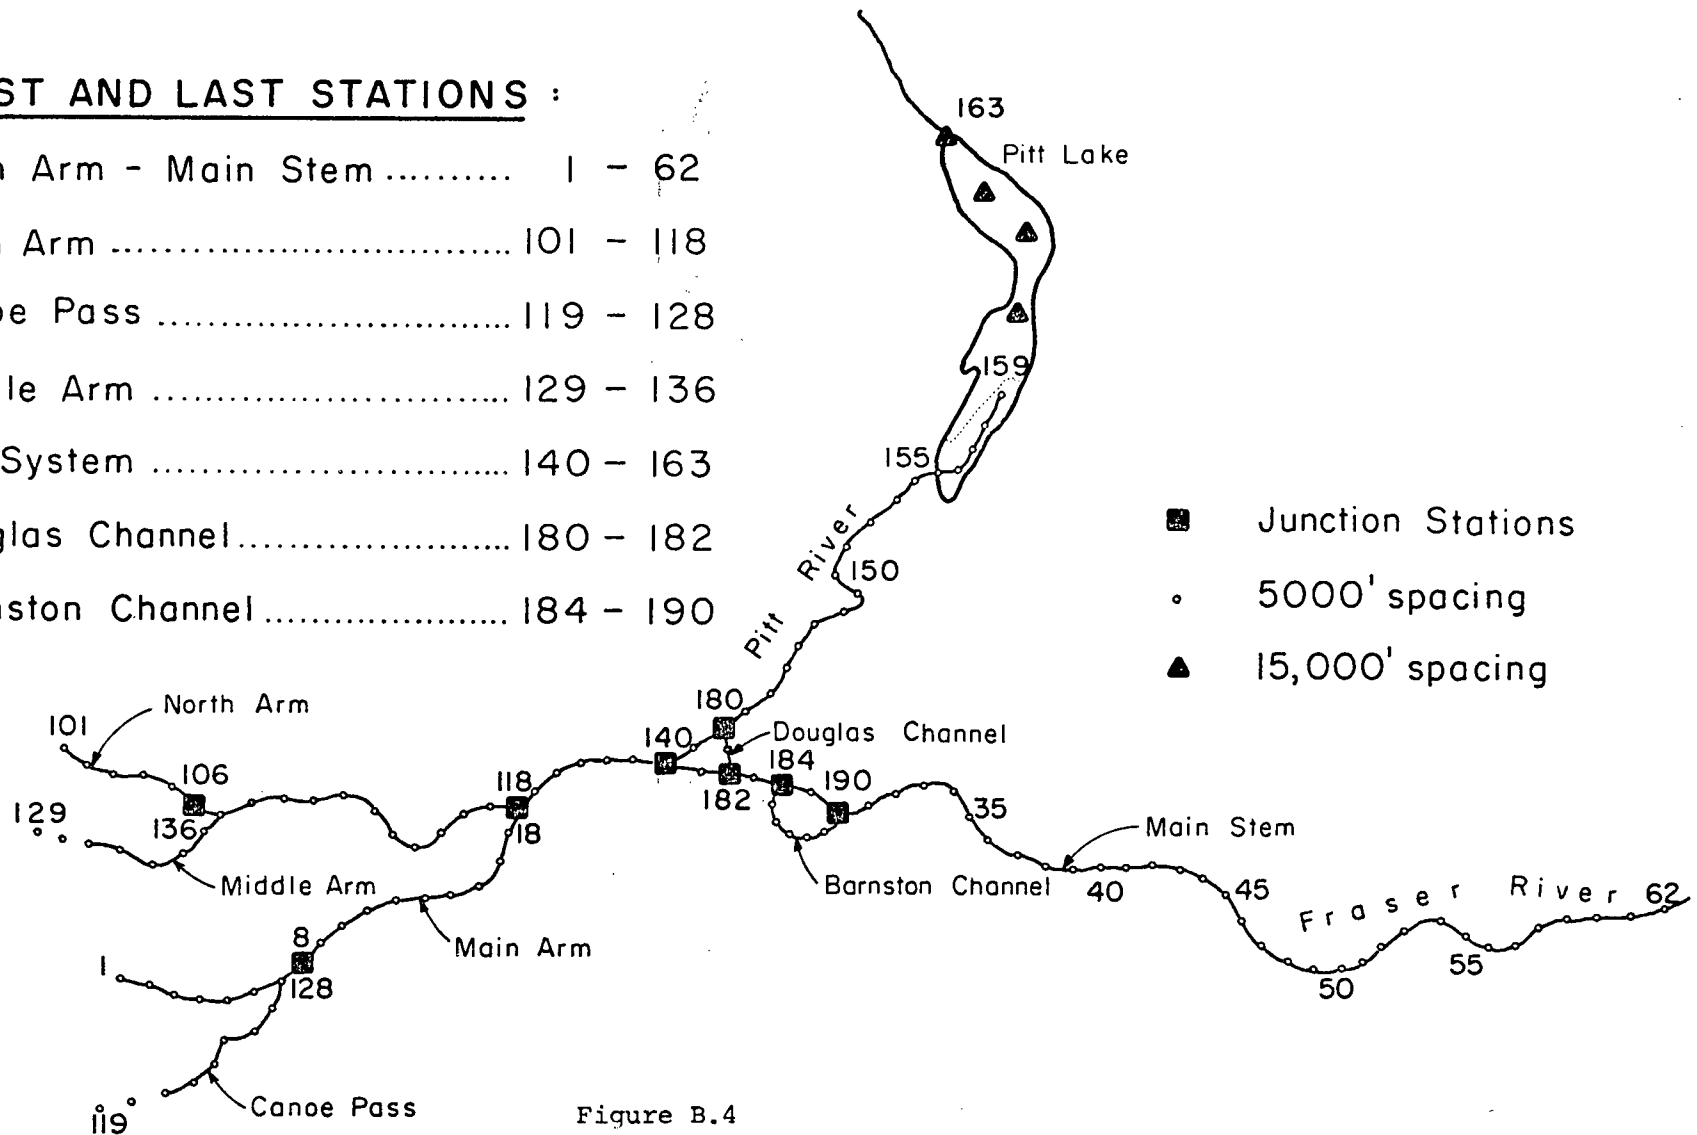 ST AND LAST STATIONS :
n Arm - Main Stem .......... 1 - 62
Arm ................................ 101 - 118
oe Pass ............................ 119 - 128
le Arm ............................. 129 - 136
System ............................. 140 - 163
glas Channel ...................... 180 - 182
nston Channel .................... 184 - 190
163
Pitt Lake
159
155
150
Pitt River
■ Junction Stations
○ 5000' spacing
▲ 15,000' spacing
North Arm
101
106
129
136
Middle Arm
118
18
140
180
Douglas Channel
182
184
190
Barnston Channel
35
Main Stem
40
45
50
55
Fraser River 62
8
1
128
Main Arm
119
Canoe Pass
Figure B.4